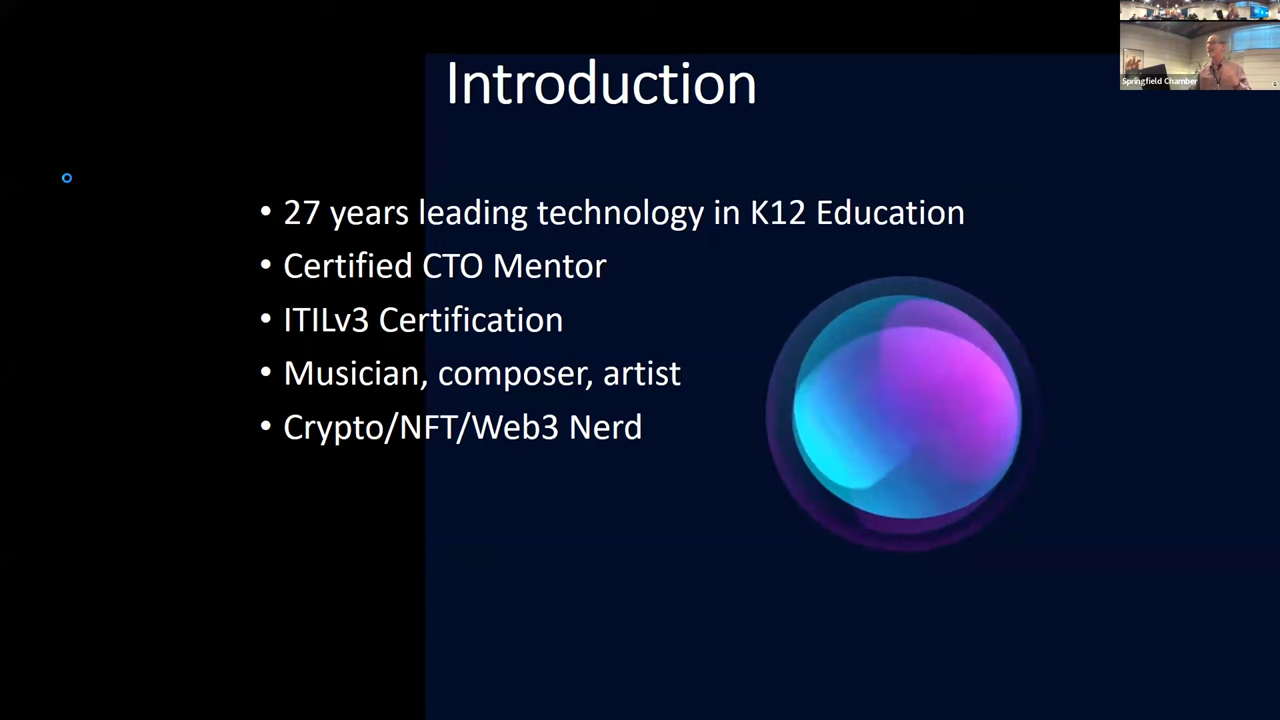 Introduction
• 27 years leading technology in K12 Education
• Certified CTO Mentor
• ITILv3 Certification
• Musician, composer, artist
• Crypto/NFT/Web3 Nerd
Springfield Chamber